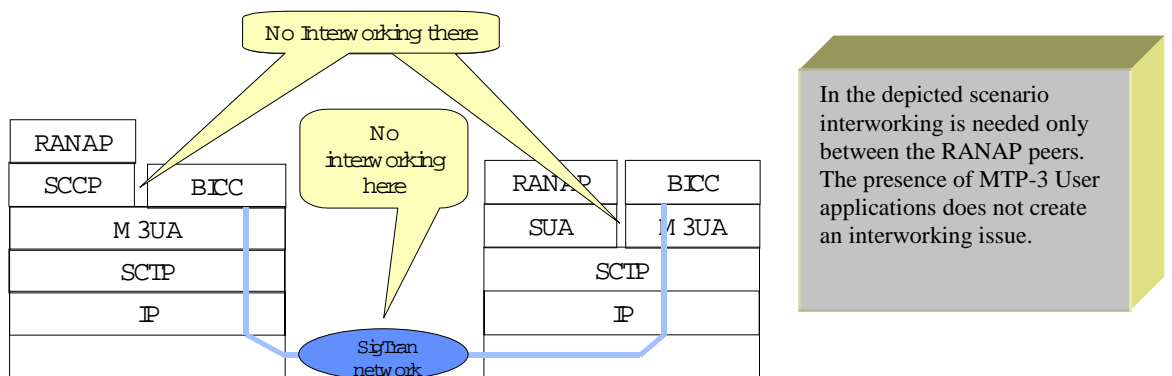 No Interworking there
No
interworking
here
RANAP
SCCP
BICC
M3UA
SCTP
IP
RANAP
BICC
SUA
M3UA
SCTP
IP
SigTran
network
In the depicted scenario
interworking is needed only
between the RANAP peers.
The presence of MTP-3 User
applications does not create
an interworking issue.